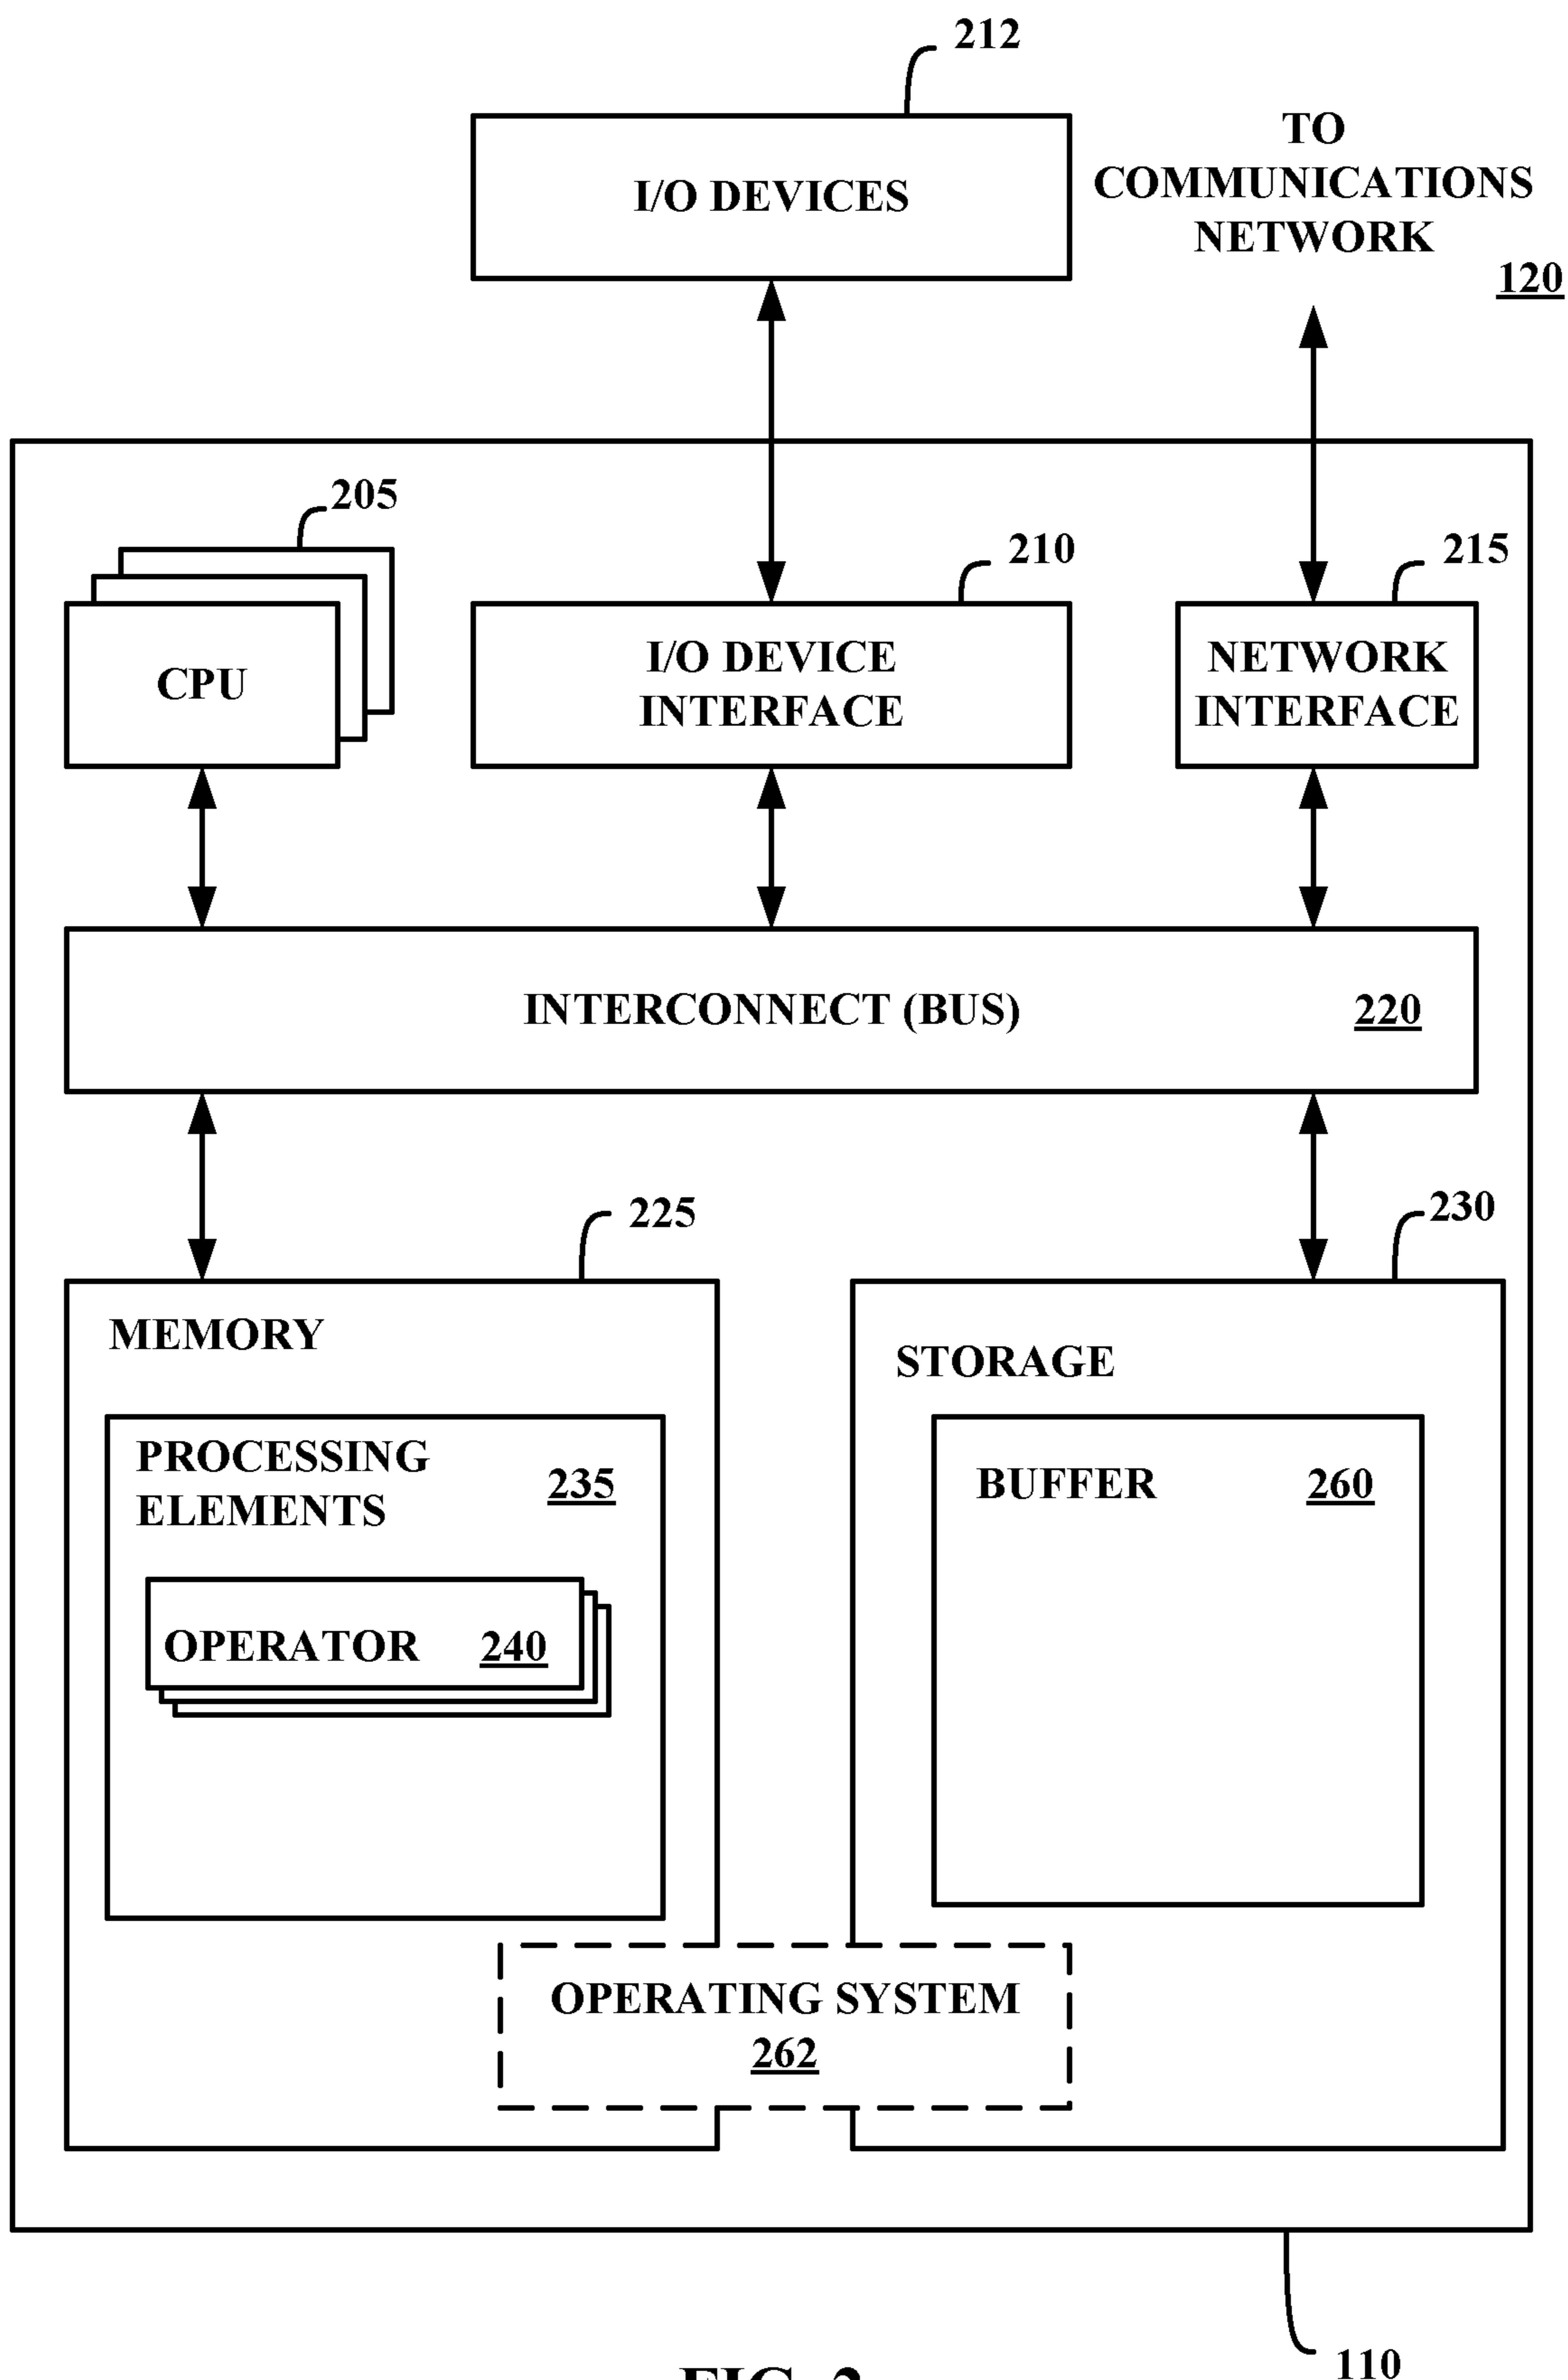 212
I/O DEVICES
TO
COMMUNICATIONS
NETWORK
120
205
210
215
CPU
I/O DEVICE
INTERFACE
NETWORK
INTERFACE
INTERCONNECT (BUS)
220
225
230
MEMORY
STORAGE
PROCESSING
ELEMENTS
235
BUFFER
260
OPERATOR
240
OPERATING SYSTEM
262
110